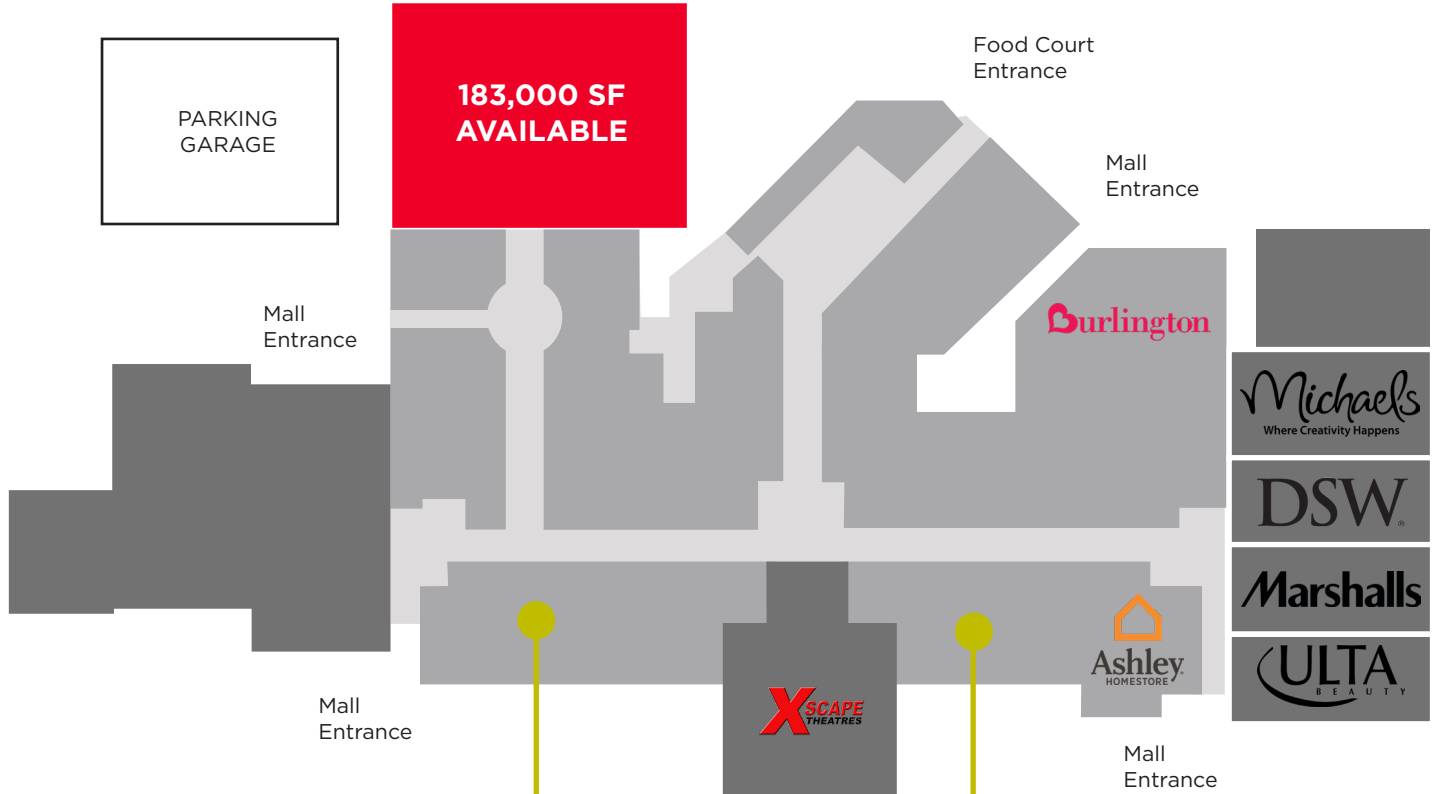 Food Court
Entrance
183,000 SF
AVAILABLE
PARKING
GARAGE
Mall
Entrance
Mall
Entrance
Burlington
Michaels
Where Creativity Happens
DSW®
Marshalls
Ashley
HOMESTORE
ULTA
BEAUTY
XSCAPE
THEATRES
Mall
Entrance
Mall
Entrance